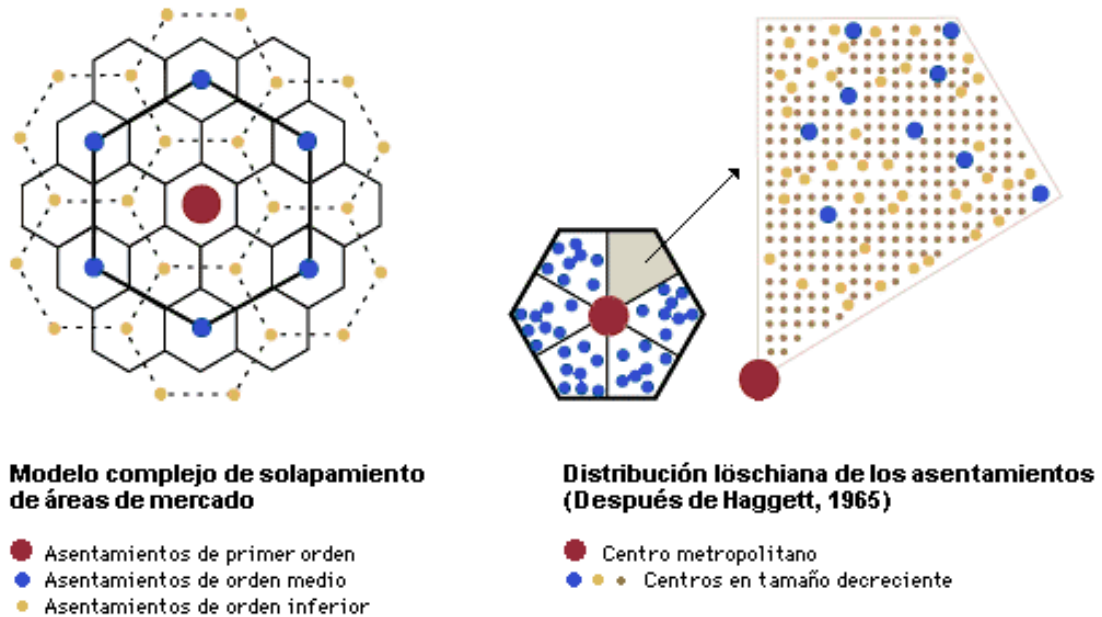 Modelo complejo de solapamiento
de áreas de mercado
Asentamientos de primer orden
Asentamientos de orden medio
Asentamientos de orden inferior
Distribución löschiana de los asentamientos
(Después de Haggett, 1965)
Centro metropolitano
Centros en tamaño decreciente